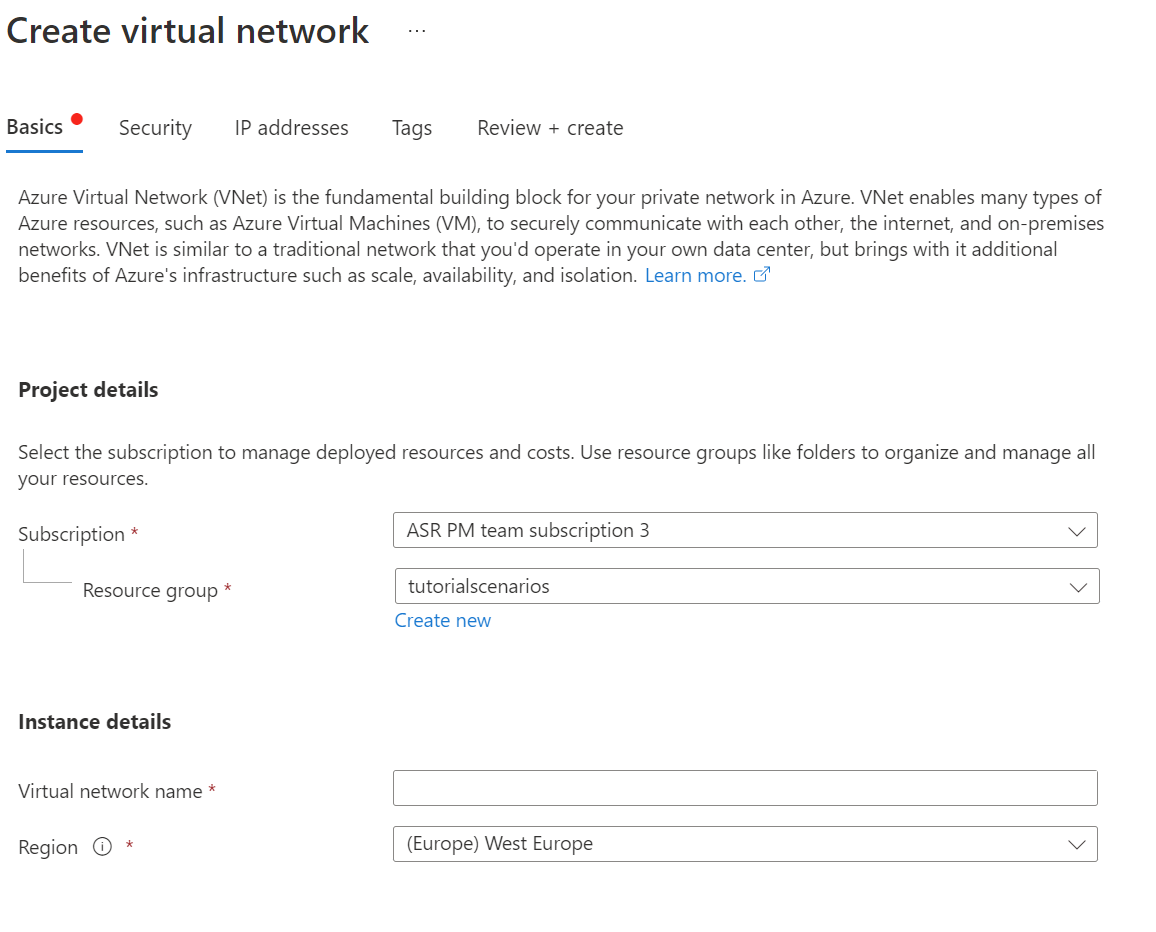 Create virtual network ...
Basics Security IP addresses Tags Review + create
Azure Virtual Network (VNet) is the fundamental building block for your private network in Azure. VNet enables many types of
Azure resources, such as Azure Virtual Machines (VM), to securely communicate with each other, the internet, and on-premises
networks. VNet is similar to a traditional network that you'd operate in your own data center, but brings with it additional
benefits of Azure's infrastructure such as scale, availability, and isolation. Learn more.
Project details
Select the subscription to manage deployed resources and costs. Use resource groups like folders to organize and manage all
your resources.
Subscription * ASR PM team subscription 3
Resource group * tutorialscenarios
Create new
Instance details
Virtual network name *
Region i * (Europe) West Europe